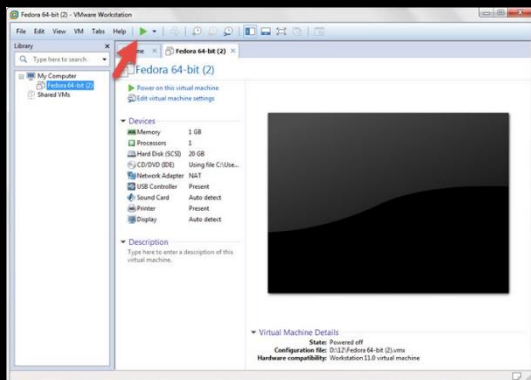 Fedora 64-bit (2) - VMware Workstation
File Edit View VM Tabs Help
Library
Type here to search
My Computer
Fedora 64-bit (2)
Shared VMs
Fedora 64-bit (2)
Fedora 64-bit (2)
Power on this virtual machine
Edit virtual machine settings
Devices
Memory 1 GB
Processors 1
Hard Disk (SCSI) 20 GB
CD/DVD (IDE) Using file C:\Use...
Network Adapter NAT
USB Controller Present
Sound Card Auto detect
Printer Present
Display Auto detect
Description
Type here to enter a description of this
virtual machine.
Virtual Machine Details
State: Powered off
Configuration file: D:\12\Fedora 64-bit (2).vmx
Hardware compatibility: Workstation 11.0 virtual machine